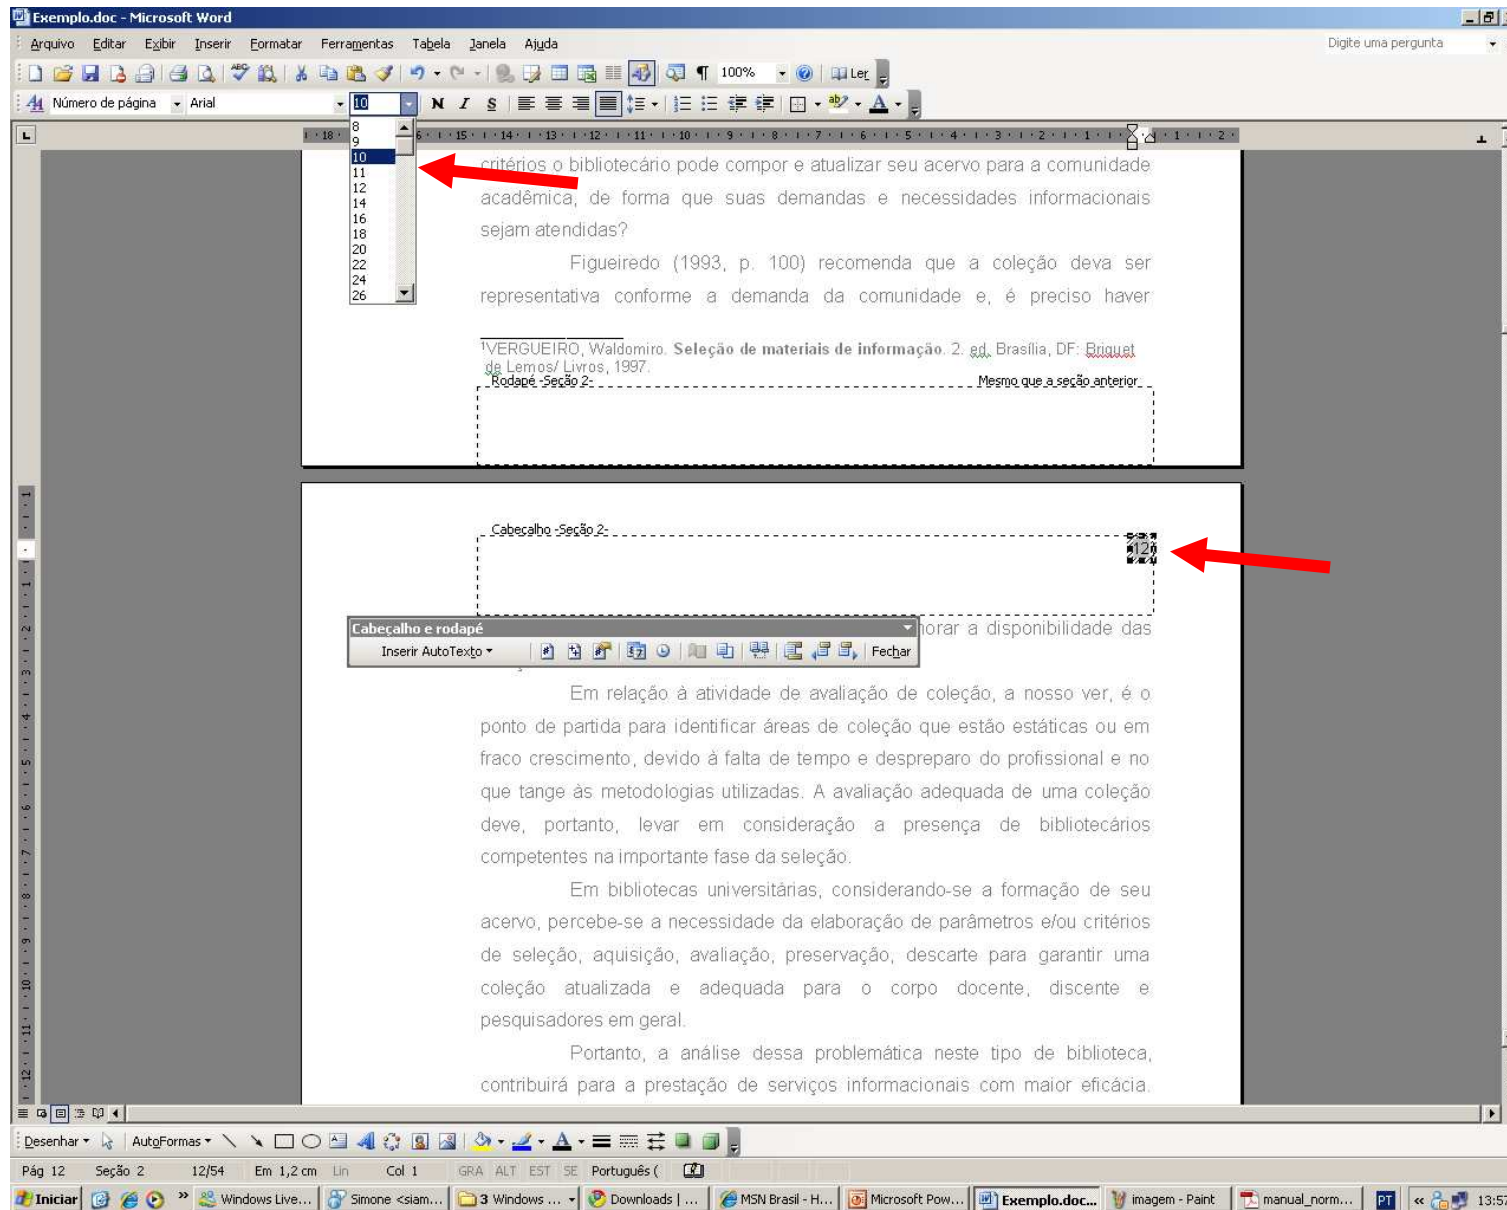 Exemplo.doc - Microsoft Word
Arquivo Editar Exibir Inserir Formatar Ferramentas Tabela Janela Ajuda Digite uma pergunta
100% Ler
Número de página Arial 10 N I S
8
9
10
11
12
14
16
18
20
22
24
26
critérios o bibliotecário pode compor e atualizar seu acervo para a comunidade
acadêmica, de forma que suas demandas e necessidades informacionais
sejam atendidas?
Figueiredo (1993, p. 100) recomenda que a coleção deva ser
representativa conforme a demanda da comunidade e, é preciso haver
¹VERGUEIRO, Waldomiro. Seleção de materiais de informação. 2. ed. Brasília, DF: Briquet
de Lemos/ Livros, 1997.
Rodapé -Seção 2- Mesmo que a seção anterior
Cabeçalho -Seção 2-
12
Cabeçalho e rodapé
Inserir AutoTexto Fechar
horar a disponibilidade das
Em relação à atividade de avaliação de coleção, a nosso ver, é o
ponto de partida para identificar áreas de coleção que estão estáticas ou em
fraco crescimento, devido à falta de tempo e despreparo do profissional e no
que tange às metodologias utilizadas. A avaliação adequada de uma coleção
deve, portanto, levar em consideração a presença de bibliotecários
competentes na importante fase da seleção.
Em bibliotecas universitárias, considerando-se a formação de seu
acervo, percebe-se a necessidade da elaboração de parâmetros e/ou critérios
de seleção, aquisição, avaliação, preservação, descarte para garantir uma
coleção atualizada e adequada para o corpo docente, discente e
pesquisadores em geral.
Portanto, a análise dessa problemática neste tipo de biblioteca,
contribuirá para a prestação de serviços informacionais com maior eficácia.
Desenhar AutoFormas
Pág 12 Seção 2 12/54 Em 1,2 cm Lin Col 1 GRA ALT EST SE Português (
Iniciar » Windows Live... Simone <siam... 3 Windows ... Downloads | ... MSN Brasil - H... Microsoft Pow... Exemplo.doc... imagem - Paint manual_norm... PT « 13:57